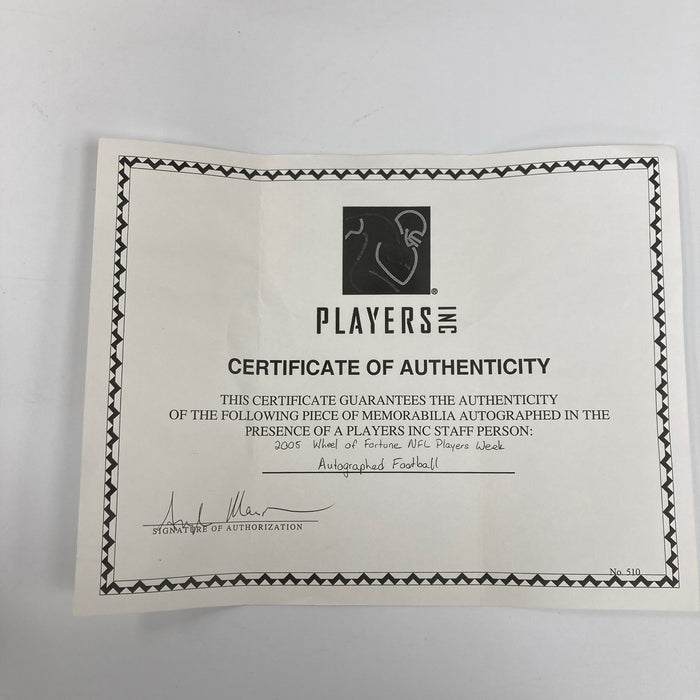 ®
PLAYERS INC
CERTIFICATE OF AUTHENTICITY
THIS CERTIFICATE GUARANTEES THE AUTHENTICITY
OF THE FOLLOWING PIECE OF MEMORABILIA AUTOGRAPHED IN THE
PRESENCE OF A PLAYERS INC STAFF PERSON:
2005 Wheel of Fortune NFL Players Week
Autographed Football
SIGNATURE OF AUTHORIZATION
No. 510